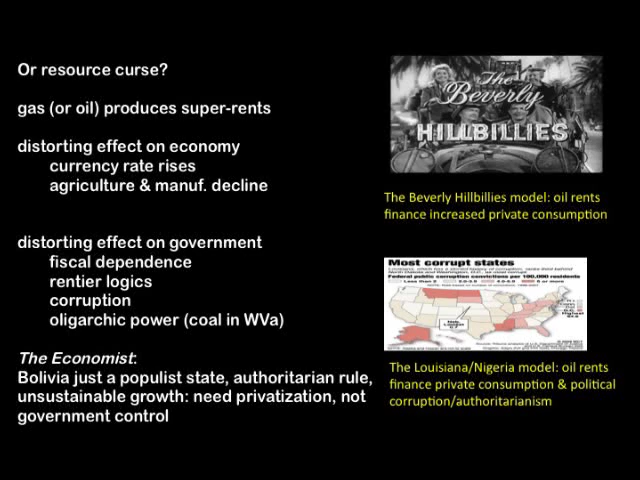 Or resource curse?
gas (or oil) produces super-rents
distorting effect on economy
currency rate rises
agriculture & manuf. decline
distorting effect on government
fiscal dependence
rentier logics
corruption
oligarchic power (coal in WVa)
The Economist:
Bolivia just a populist state, authoritarian rule,
unsustainable growth: need privatization, not
government control
The
Beverly
HILLBILLIES
The Beverly Hillbillies model: oil rents
finance increased private consumption
Most corrupt states
Federal public corruption convictions per 100,000 residents
The Louisiana/Nigeria model: oil rents
finance private consumption & political
corruption/authoritarianism